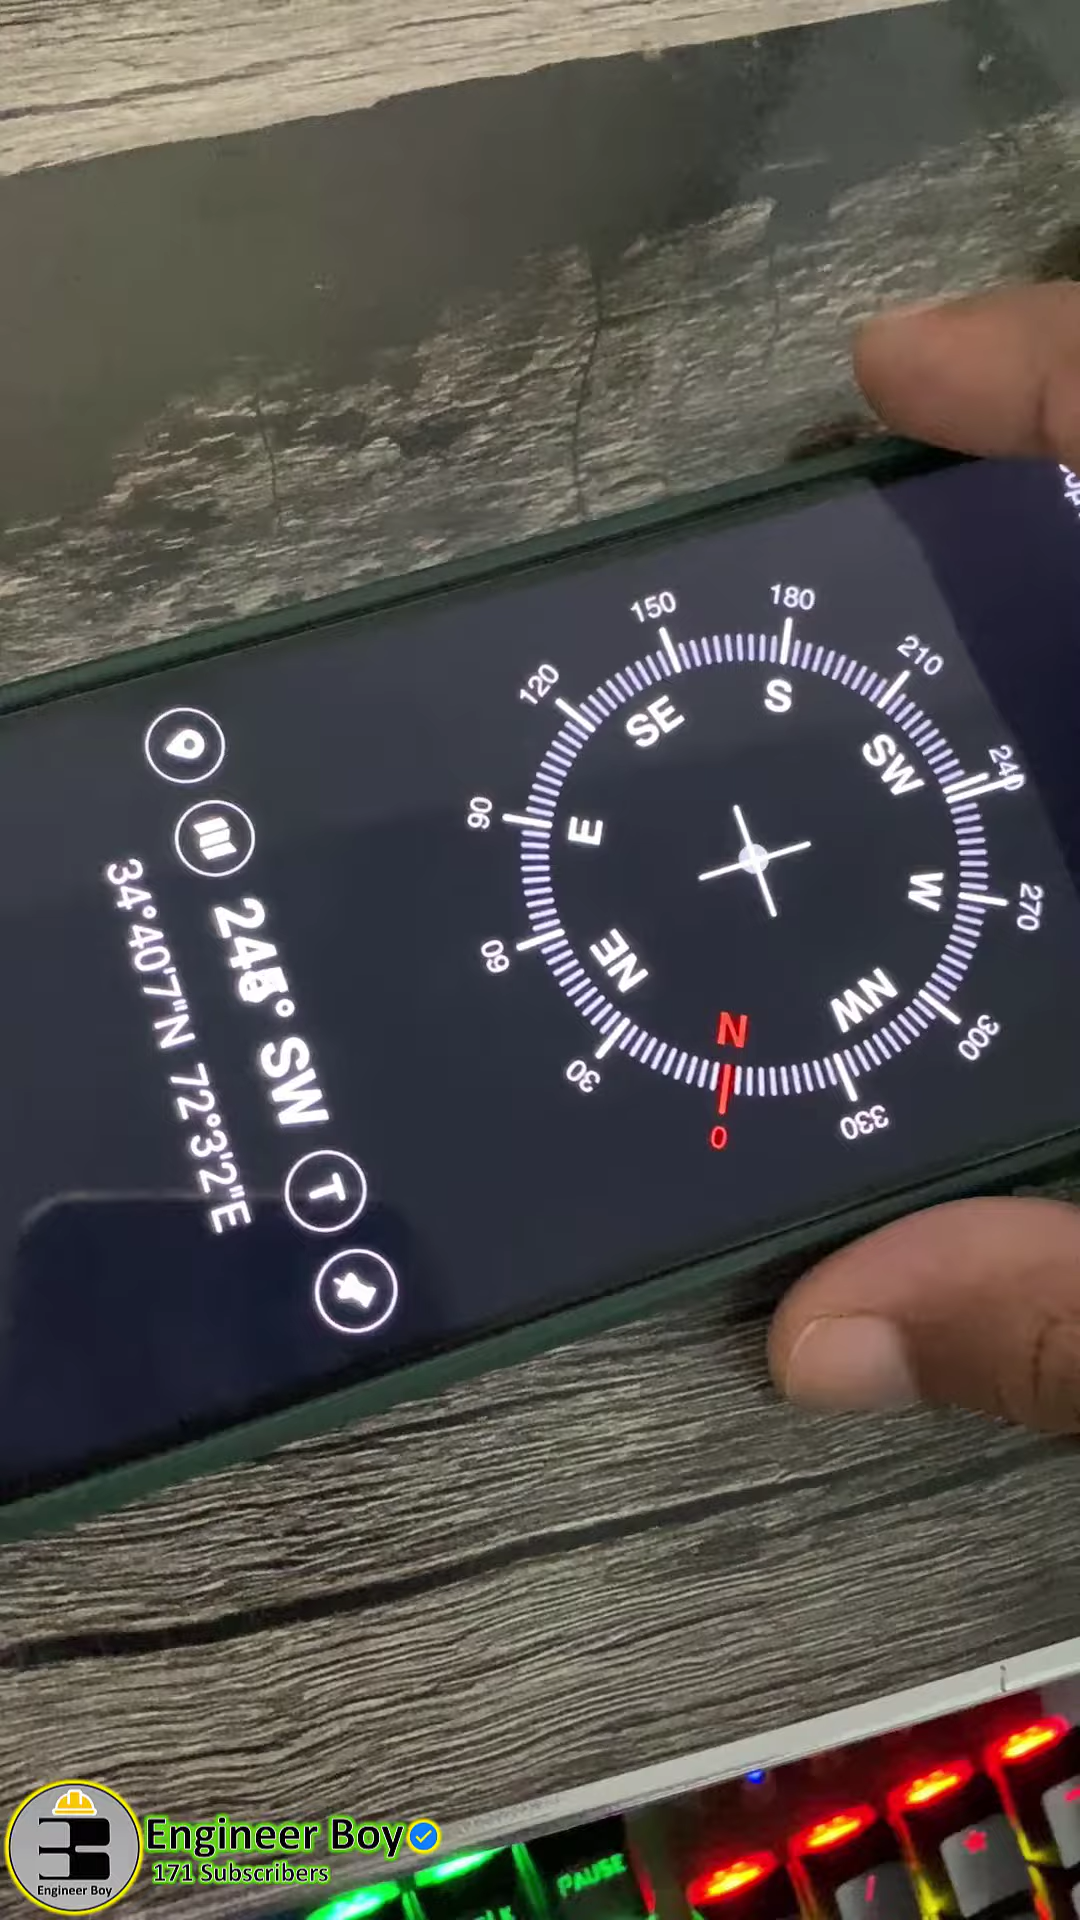 180
150
210
120
S
SE
SW
240
90
E
W
270
60
NE
NW
N
300
30
330
0
° SW
T
34°40'7"N 72°3'2"E
PAUSE
Engineer Boy
171 Subscribers
Engineer Boy